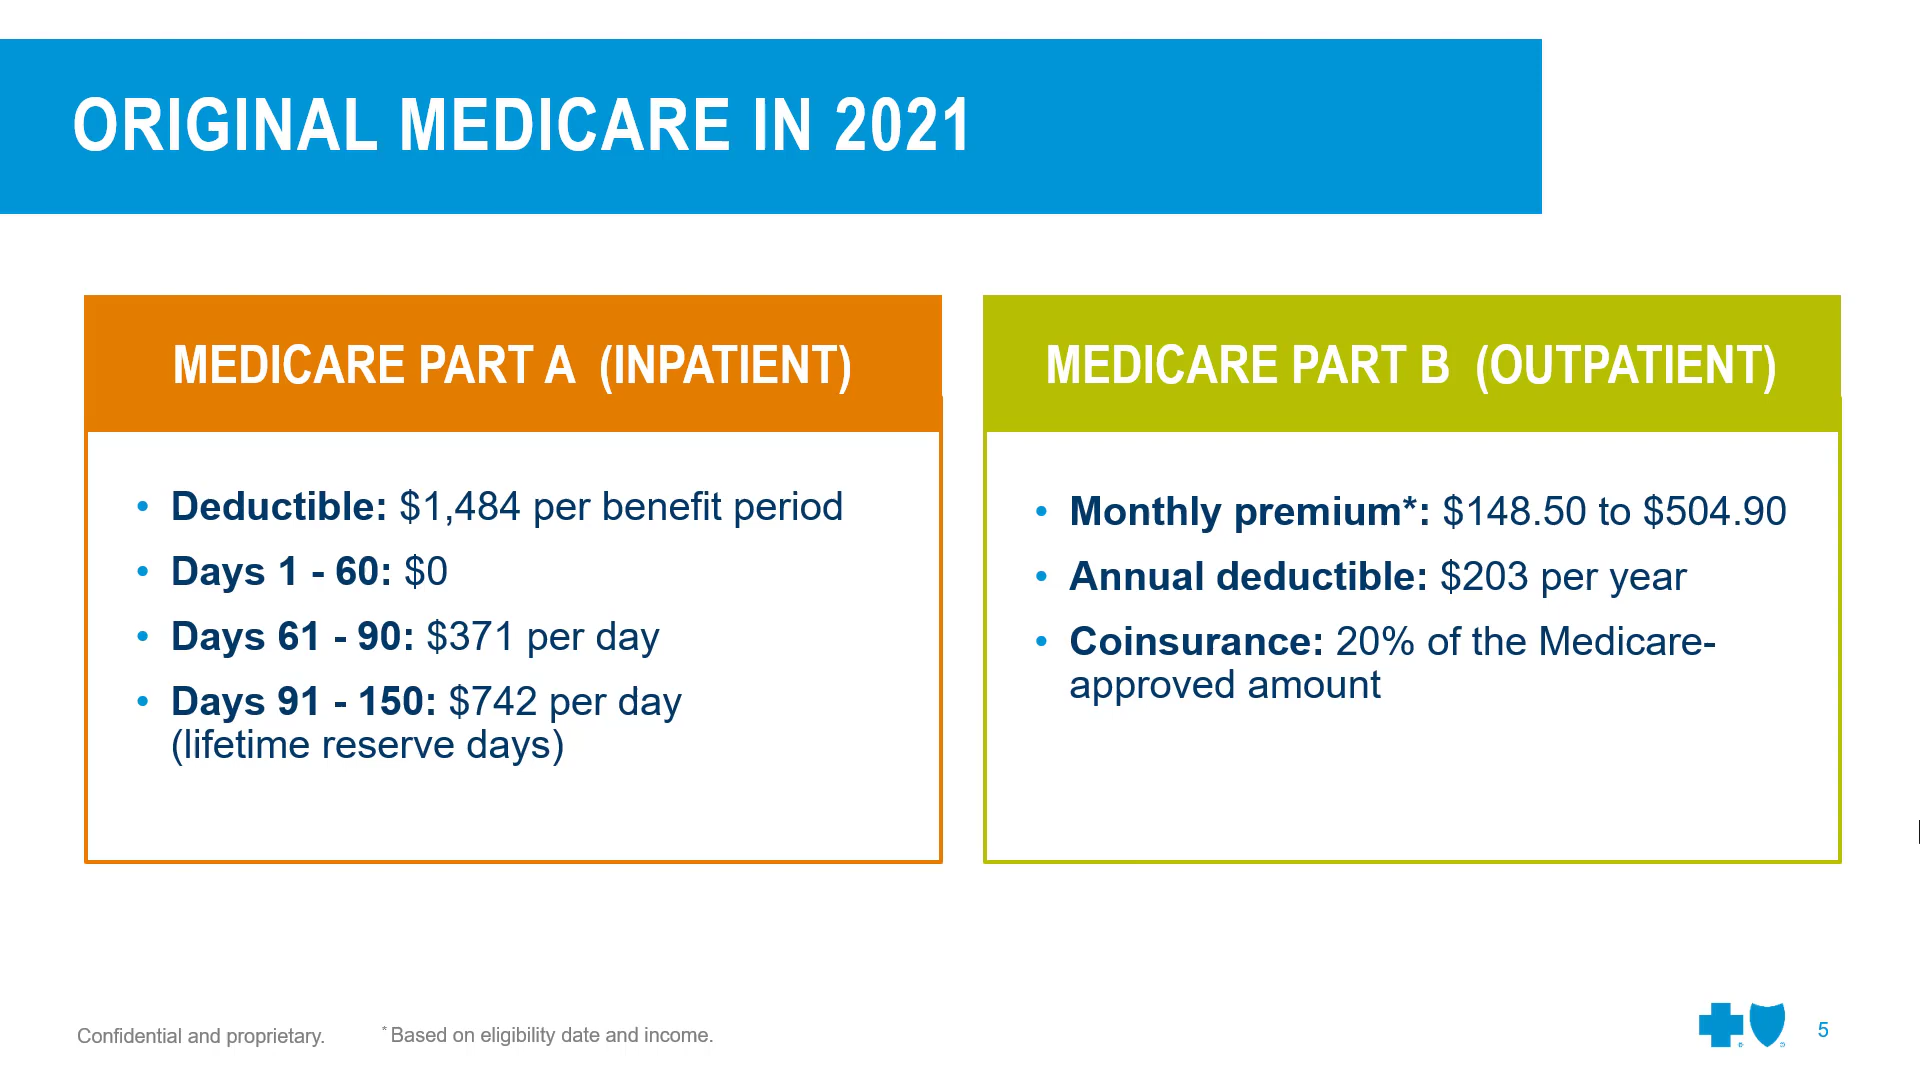 ORIGINAL MEDICARE IN 2021
MEDICARE PART A (INPATIENT)
• Deductible: $1,484 per benefit period
• Days 1 - 60: $0
• Days 61 - 90: $371 per day
• Days 91 - 150: $742 per day
(lifetime reserve days)
MEDICARE PART B (OUTPATIENT)
• Monthly premium*: $148.50 to $504.90
• Annual deductible: $203 per year
• Coinsurance: 20% of the Medicare-
approved amount
Confidential and proprietary.
* Based on eligibility date and income.
5